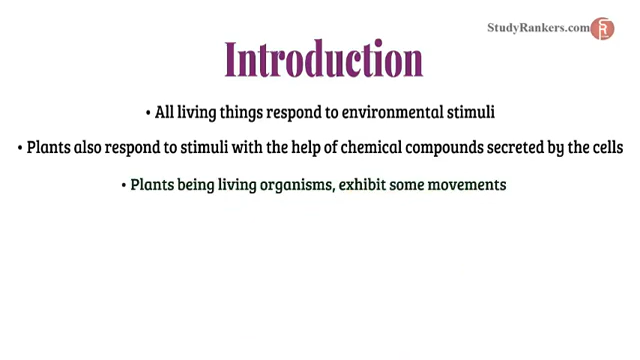 StudyRankers.com
Introduction
• All living things respond to environmental stimuli
• Plants also respond to stimuli with the help of chemical compounds secreted by the cells
• Plants being living organisms, exhibit some movements